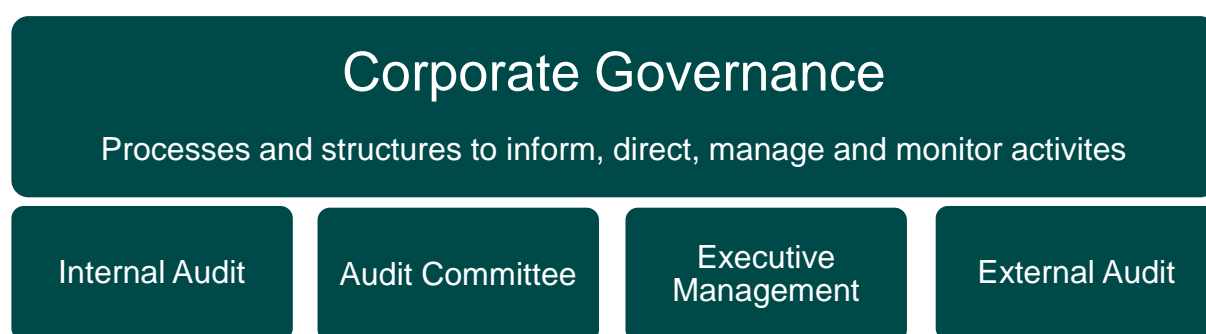 Corporate Governance
Processes and structures to inform, direct, manage and monitor activites
Internal Audit
Audit Committee
Executive
Management
External Audit